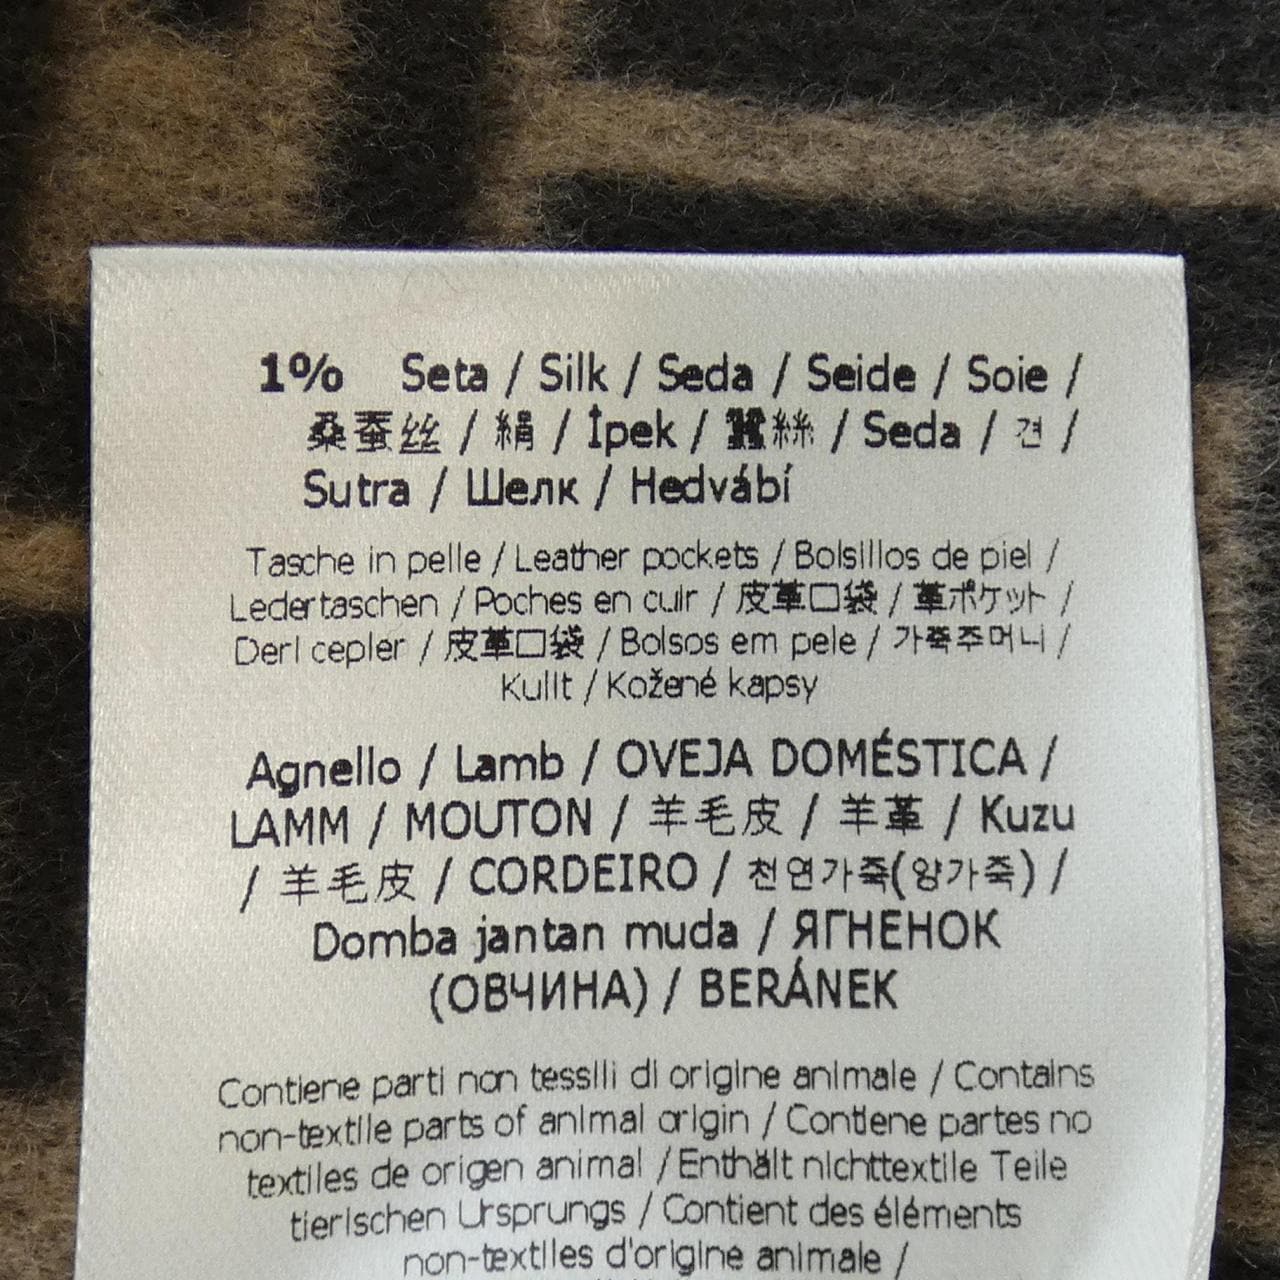 1% Seta / Silk / Seda / Seide / Soie /
桑蚕丝 / 絹 / İpek / 蠶絲 / Seda / 견 /
Sutra / Шелк / Hedvábí
Tasche in pelle / Leather pockets / Bolsillos de piel /
Ledertaschen / Poches en cuir / 皮革口袋 / 革ポケット /
Deri cepler / 皮革口袋 / Bolsos em pele / 가죽주머니 /
Kulit / Kožené kapsy
Agnello / Lamb / OVEJA DOMÉSTICA /
LAMM / MOUTON / 羊毛皮 / 羊革 / Kuzu
/ 羊毛皮 / CORDEIRO / 천연가죽(양가죽) /
Domba jantan muda / ЯГНЕНОК
(ОВЧИНА) / BERÁNEK
Contiene parti non tessili di origine animale / Contains
non-textile parts of animal origin / Contiene partes no
textiles de origen animal / Enthält nichttextile Teile
tierischen Ursprungs / Contient des éléments
non-textiles d'origine animale /